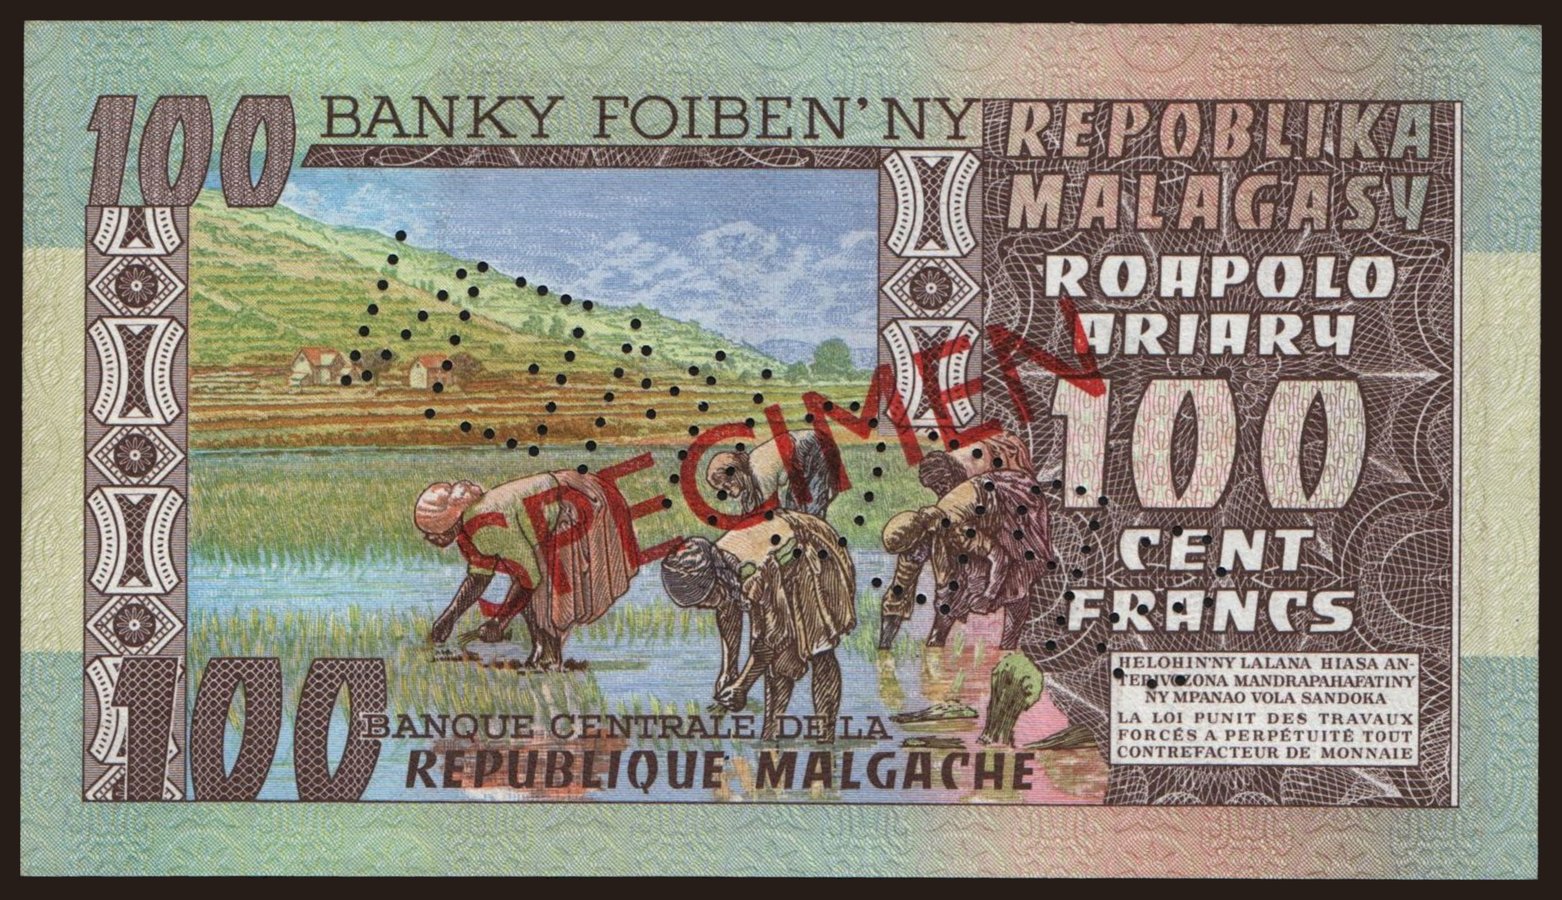 100 BANKY FOIBEN'NY
REPOBLIKA
MALAGASY
ROAPOLO
ARIARY
100
CENT
FRANCS
SPECIMEN
HELOHIN'NY LALANA HIASA AN-
TERIVOZONA MANDRAPAHAFATINY
NY MPANAO VOLA SANDOKA
LA LOI PUNIT DES TRAVAUX
FORCÉS A PERPÉTUITÉ TOUT
CONTREFACTEUR DE MONNAIE
100
BANQUE CENTRALE DE LA
REPUBLIQUE MALGACHE